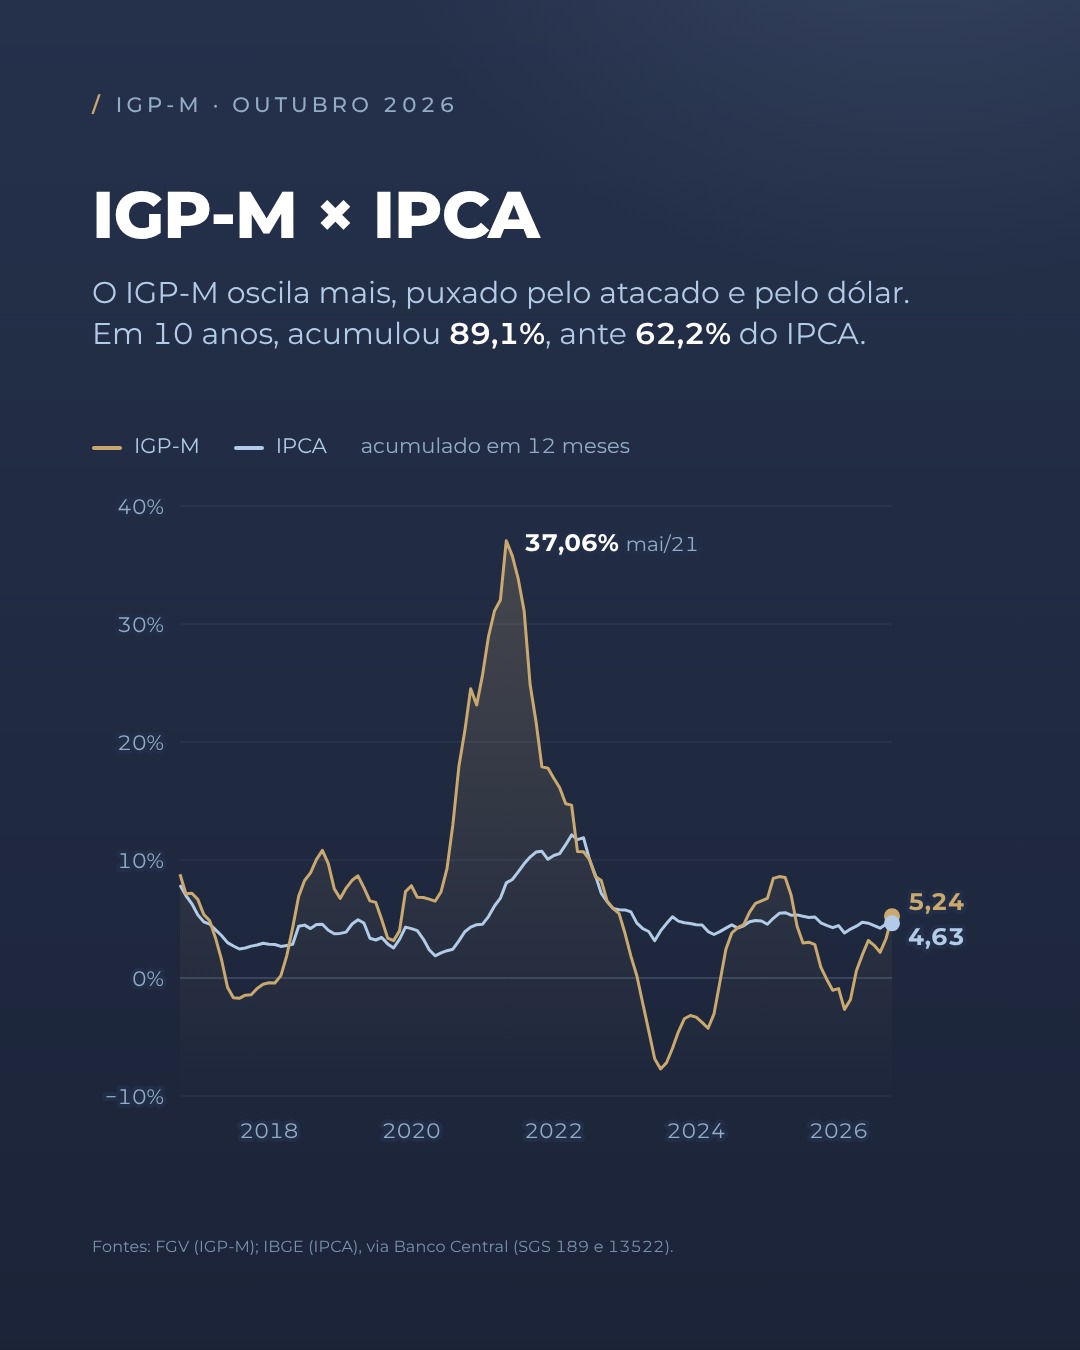 / IGP-M · OUTUBRO 2026
IGP-M × IPCA
O IGP-M oscila mais, puxado pelo atacado e pelo dólar.
Em 10 anos, acumulou 89,1%, ante 62,2% do IPCA.
IGP-M IPCA acumulado em 12 meses
40%
37,06% mai/21
30%
20%
10%
5,24
4,63
0%
−10%
2018 2020 2022 2024 2026
Fontes: FGV (IGP-M); IBGE (IPCA), via Banco Central (SGS 189 e 13522).